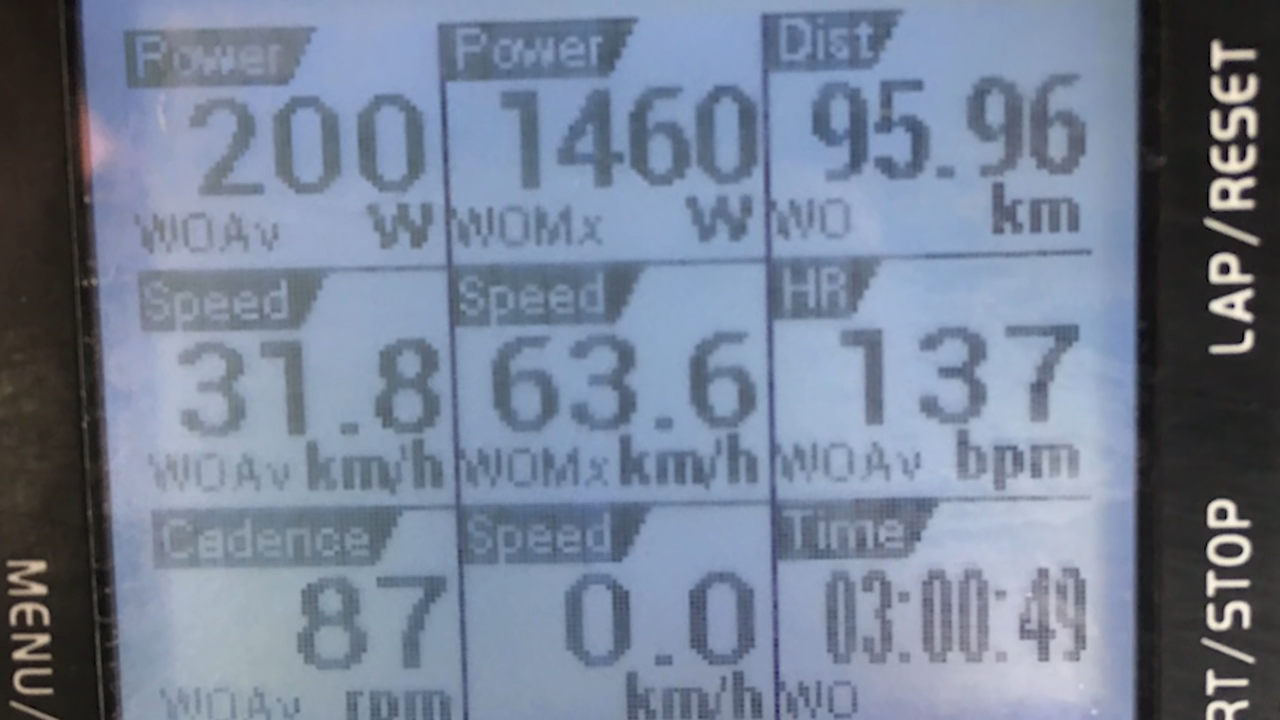 Power Power Dist
200 1460 95.96
WOAv W WOMx W WO km
Speed Speed HR
31.8 63.6 137
WOAv km/h WOMx km/h WOAv bpm
Cadence Speed Time
87 0.0 03:00:49
WOAv rpm km/h WO
MENU/
LAP/RESET
RT/STOP